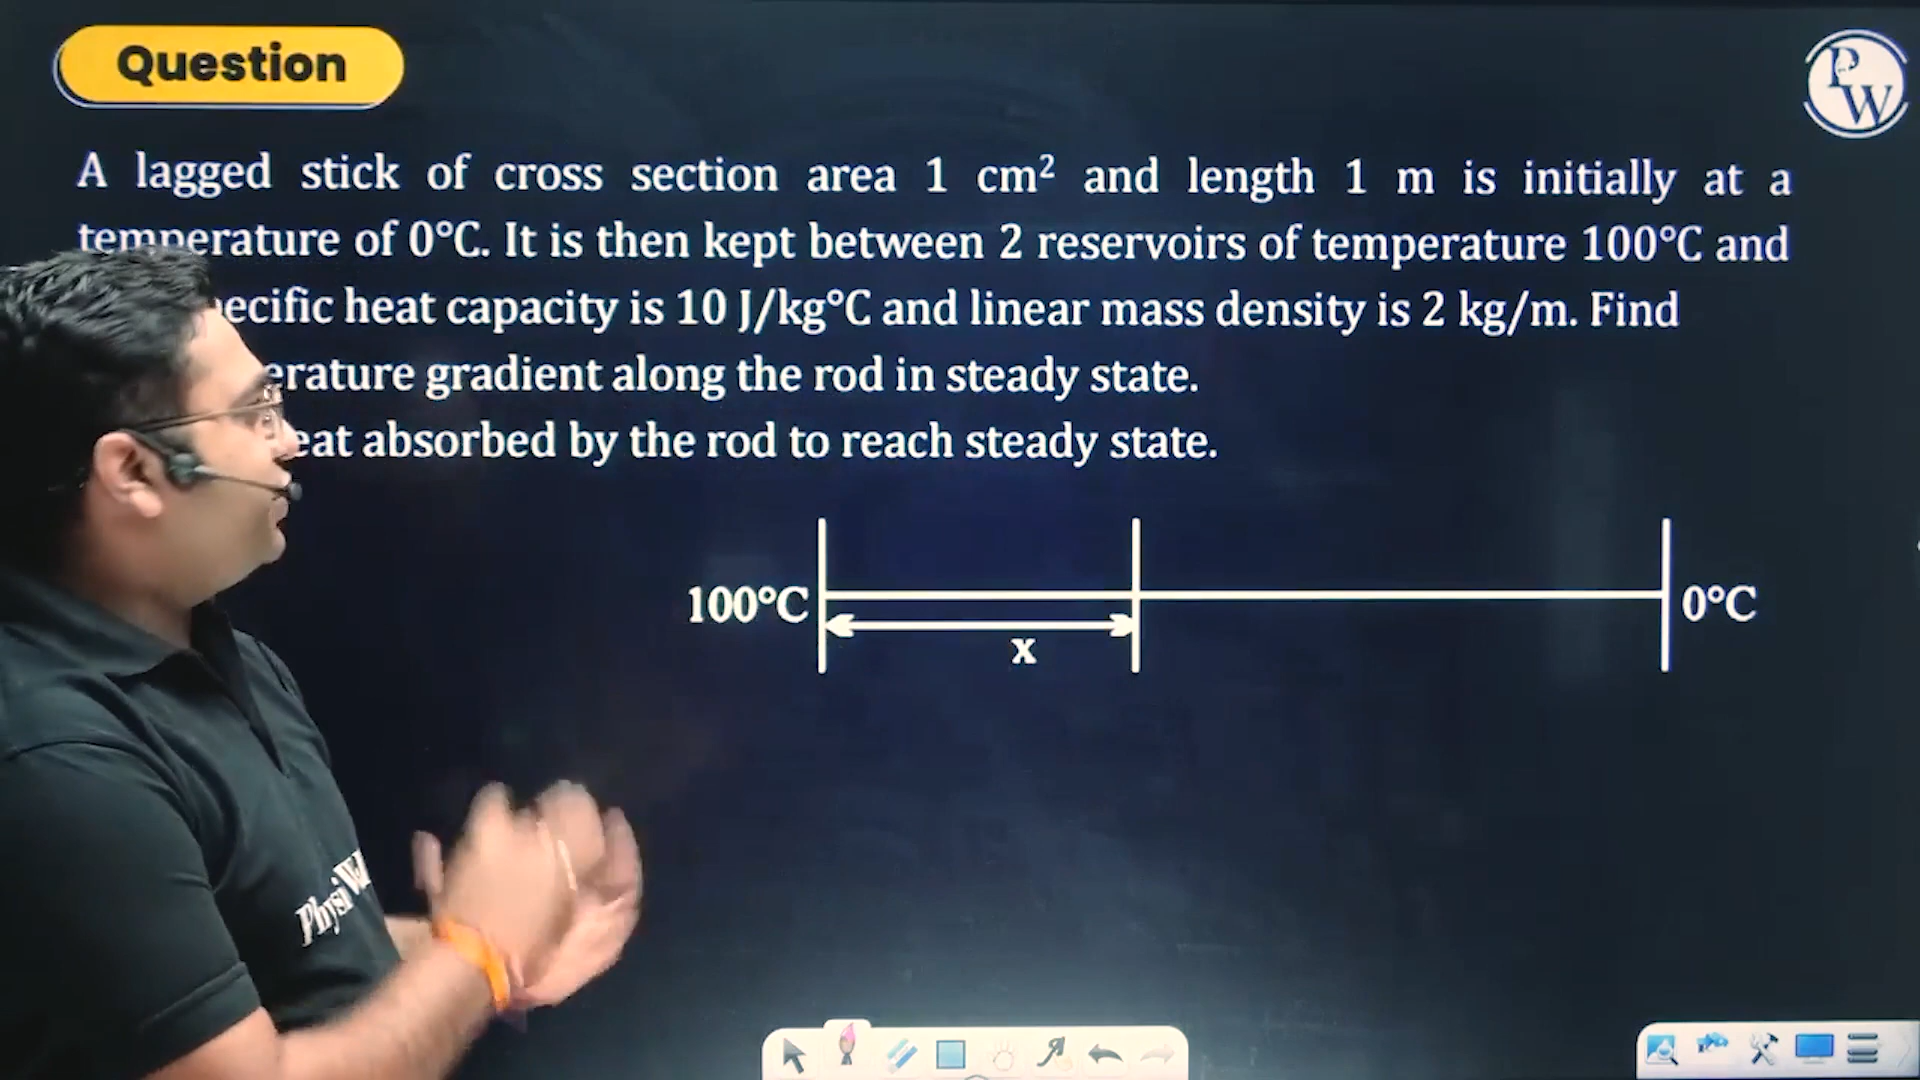 Question
PW
A lagged stick of cross section area 1 cm² and length 1 m is initially at a
temperature of 0°C. It is then kept between 2 reservoirs of temperature 100°C and
heat capacity is 10 J/kg°C and linear mass density is 2 kg/m. Find
gradient along the rod in steady state.
absorbed by the rod to reach steady state.
100°C
0°C
x